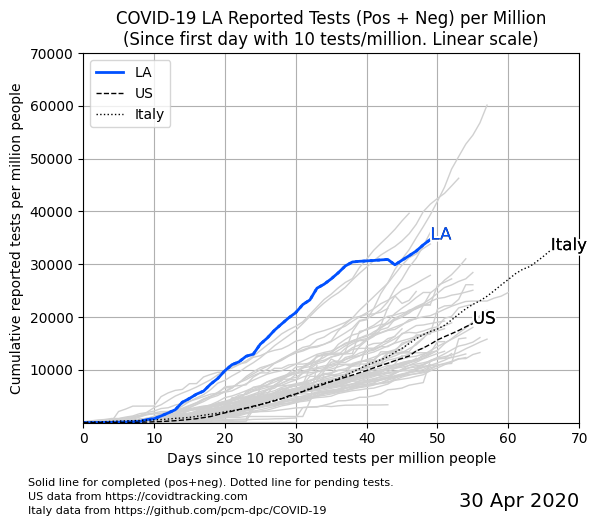 COVID-19 LA Reported Tests (Pos + Neg) per Million
(Since first day with 10 tests/million. Linear scale)
70000
60000
50000
40000
30000
20000
10000
Cumulative reported tests per million people
LA
US
Italy
LA
Italy
US
0 10 20 30 40 50 60 70
Days since 10 reported tests per million people
Solid line for completed (pos+neg). Dotted line for pending tests.
US data from https://covidtracking.com
Italy data from https://github.com/pcm-dpc/COVID-19
30 Apr 2020